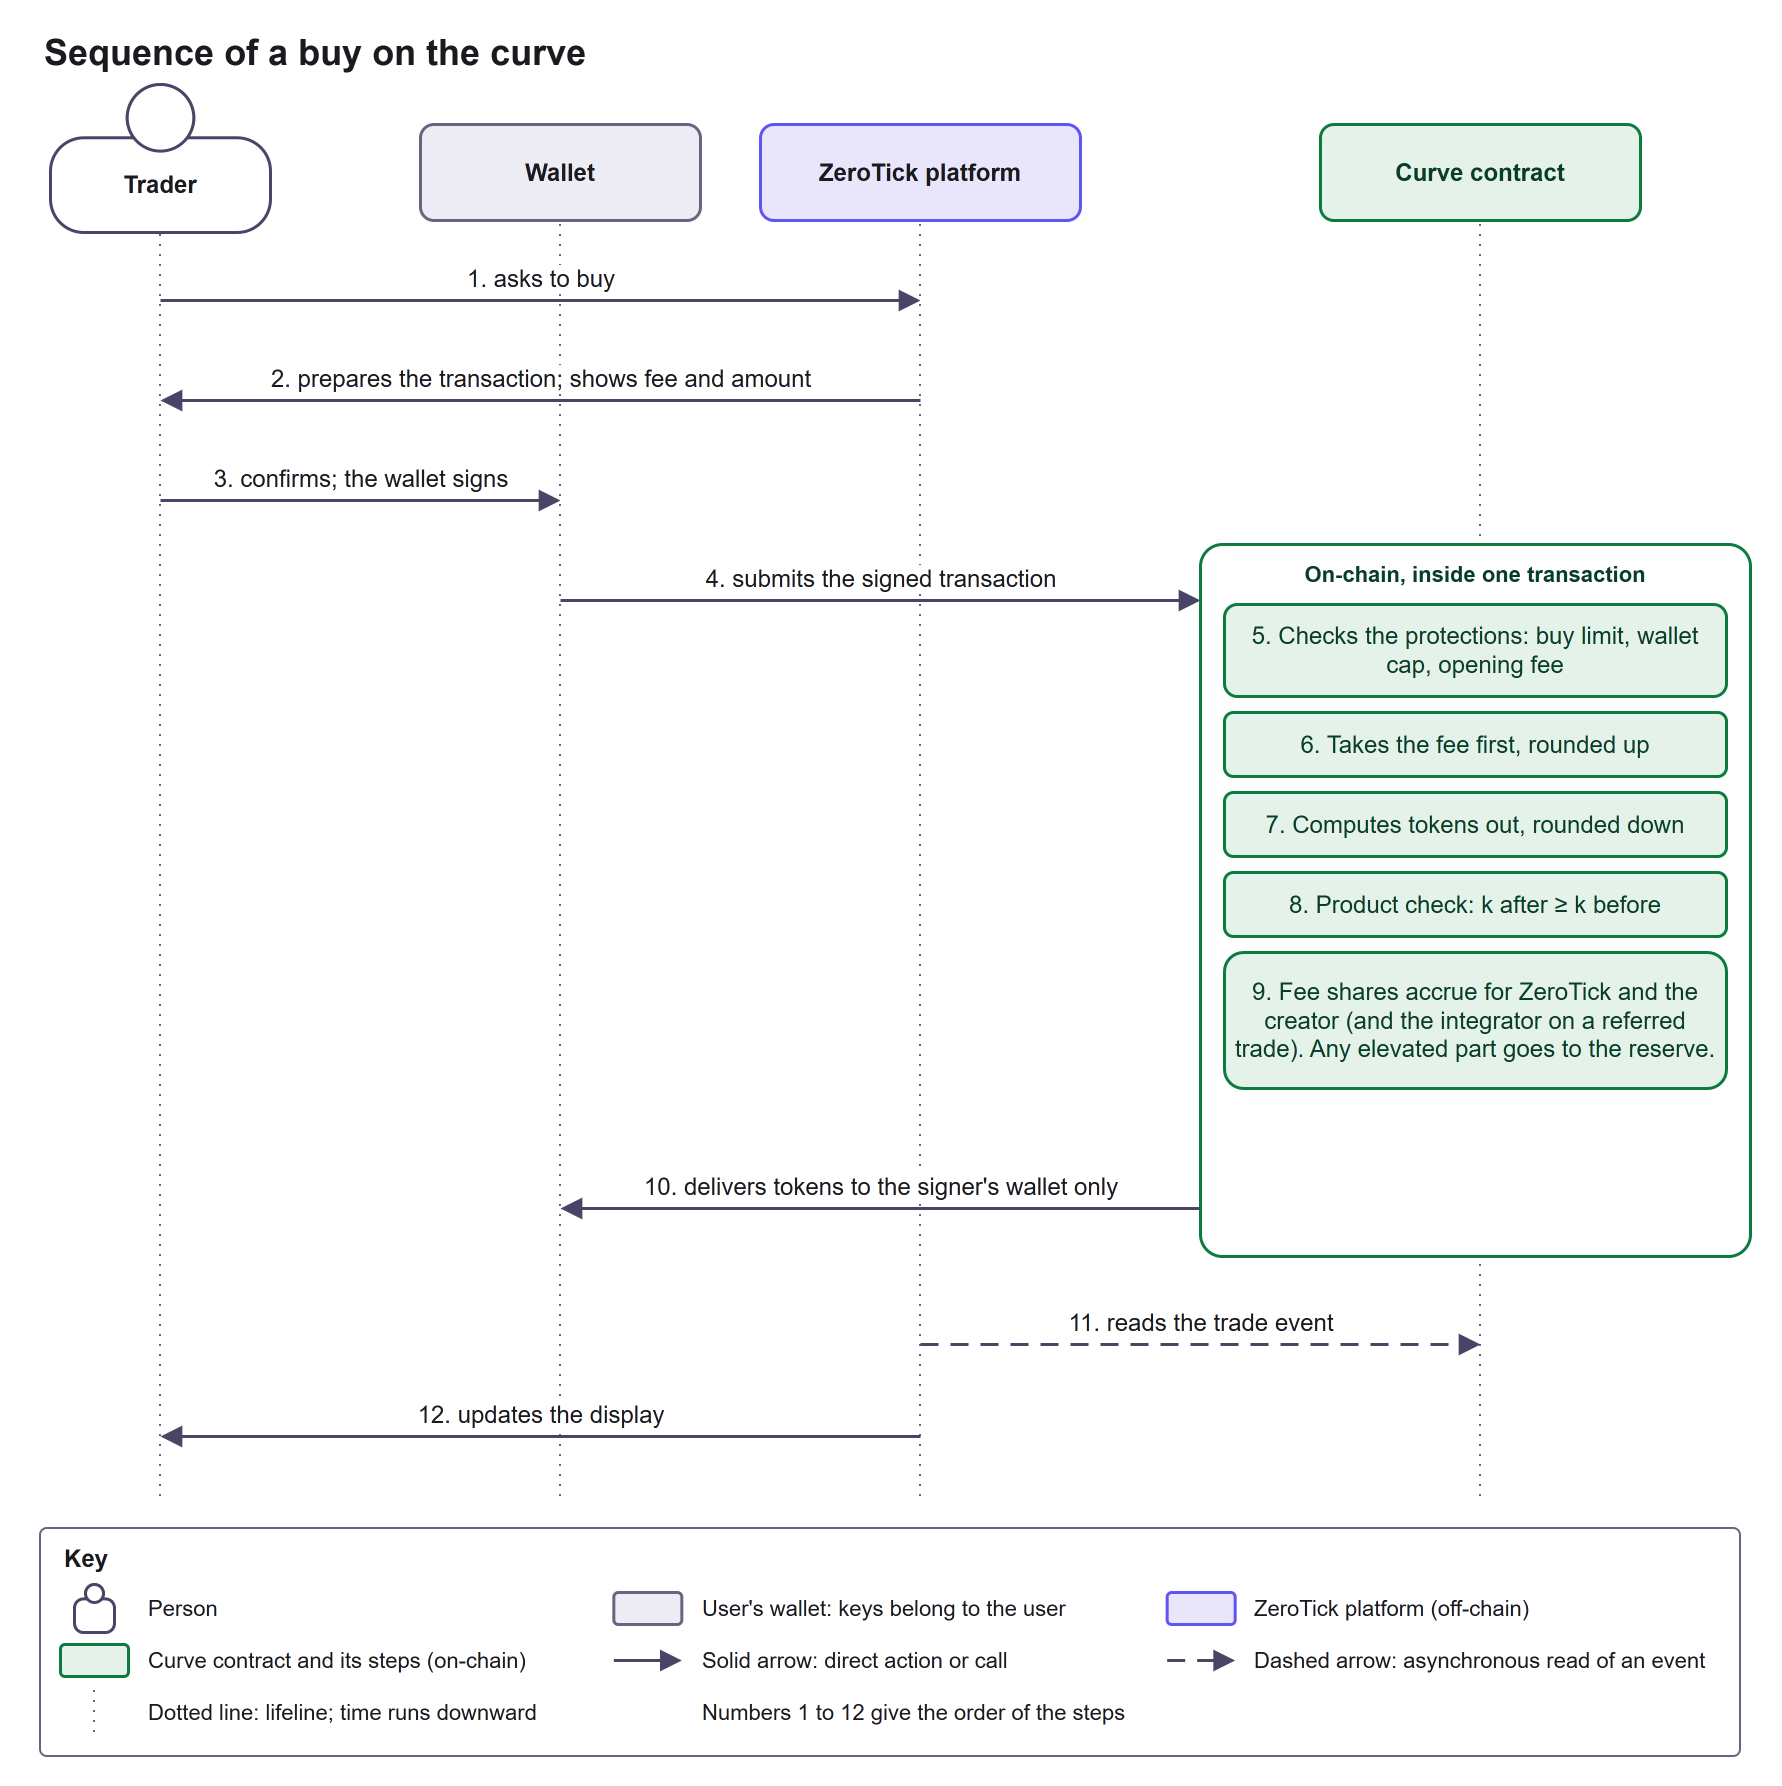 Sequence of a buy on the curve
Trader
Wallet
ZeroTick platform
Curve contract
1. asks to buy
2. prepares the transaction; shows fee and amount
3. confirms; the wallet signs
4. submits the signed transaction
On-chain, inside one transaction
5. Checks the protections: buy limit, wallet
cap, opening fee
6. Takes the fee first, rounded up
7. Computes tokens out, rounded down
8. Product check: k after ≥ k before
9. Fee shares accrue for ZeroTick and the
creator (and the integrator on a referred
trade). Any elevated part goes to the reserve.
10. delivers tokens to the signer's wallet only
11. reads the trade event
12. updates the display
Key
Person
User's wallet: keys belong to the user
ZeroTick platform (off-chain)
Curve contract and its steps (on-chain)
Solid arrow: direct action or call
Dashed arrow: asynchronous read of an event
Dotted line: lifeline; time runs downward
Numbers 1 to 12 give the order of the steps